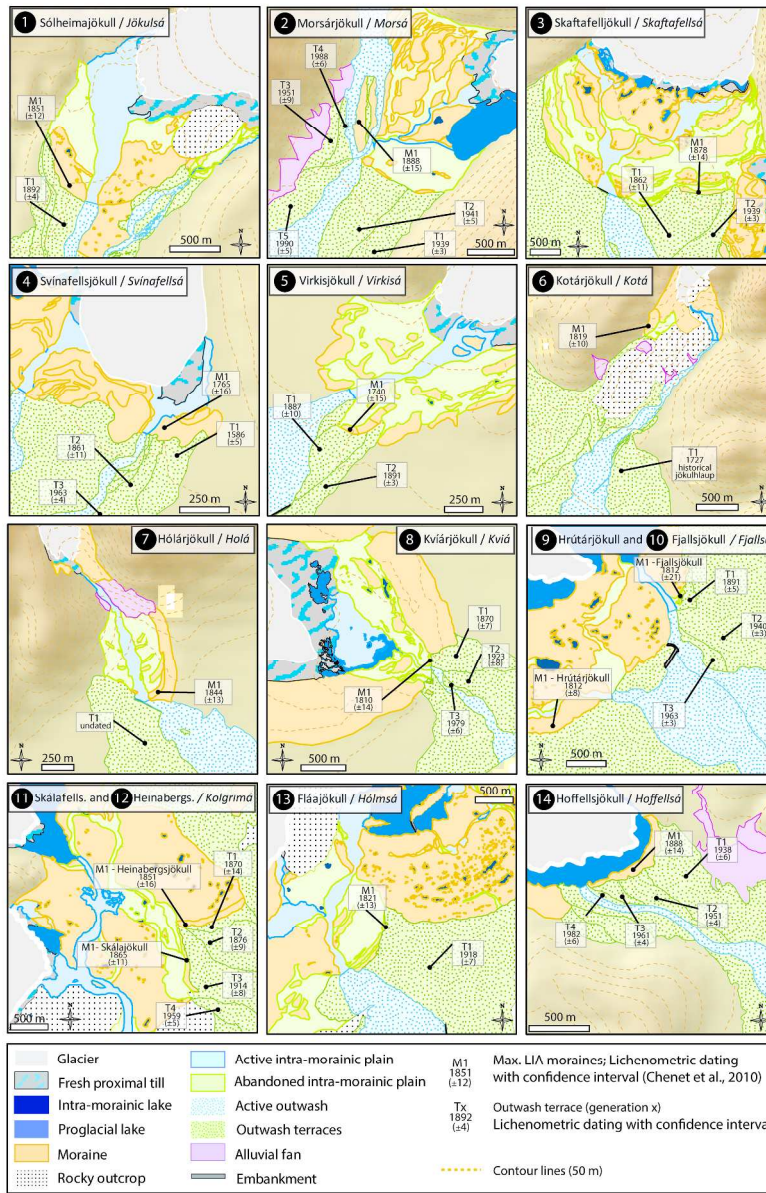 1 Sólheimajökull / Jökulsá
M1
1851
(±12)
T1
1892
(±4)
500 m
2 Morsárjökull / Morsá
T4
1988
(±6)
T3
1951
(±9)
M1
1888
(±15)
T2
1941
(±5)
T5
1990
(±5)
T1
1939
(±3)
500 m
3 Skaftafelljökull / Skaftafellsá
M1
1878
(±14)
T1
1862
(±11)
T2
1939
(±3)
500 m
4 Svínafellsjökull / Svínafellsá
M1
1765
(±16)
T1
1586
(±5)
T2
1861
(±11)
T3
1963
(±4)
250 m
5 Virkisjökull / Virkisá
T1
1887
(±10)
M1
1740
(±15)
T2
1891
(±3)
250 m
6 Kotárjökull / Kotá
M1
1819
(±10)
T1
1727
historical
jökulhlaup
500 m
7 Hólárjökull / Holá
M1
1844
(±13)
T1
undated
250 m
8 Kvíárjökull / Kviá
T1
1870
(±7)
T2
1923
(±8)
M1
1810
(±14)
T3
1979
(±6)
500 m
9 Hrútárjökull and 10 Fjallsjökull / Fjallsá
M1 -Fjallsjökull
1812
(±21)
T1
1891
(±5)
T2
1940
(±3)
M1 - Hrútárjökull
1812
(±8)
T3
1963
(±3)
500 m
11 Skálafells. and 12 Heinabergs. / Kolgrimá
T1
1870
(±14)
M1 - Heinabergsjökull
1851
(±16)
T2
1876
(±9)
M1- Skálajökull
1865
(±11)
T3
1914
(±8)
T4
1959
(±5)
500 m
13 Fláajökull / Hólmsá
500 m
M1
1821
(±13)
T1
1918
(±7)
14 Hoffellsjökull / Hoffellsá
M1
1888
(±14)
T1
1938
(±6)
T2
1951
(±4)
T4
1982
(±6)
T3
1961
(±4)
500 m
Glacier
Fresh proximal till
Intra-morainic lake
Proglacial lake
Moraine
Rocky outcrop
Active intra-morainic plain
Abandoned intra-morainic plain
Active outwash
Outwash terraces
Alluvial fan
Embankment
M1
1851
(±12)
Max. LIA moraines; Lichenometric dating
with confidence interval (Chenet et al., 2010)
Tx
1892
(±4)
Outwash terrace (generation x)
Lichenometric dating with confidence interva
Contour lines (50 m)